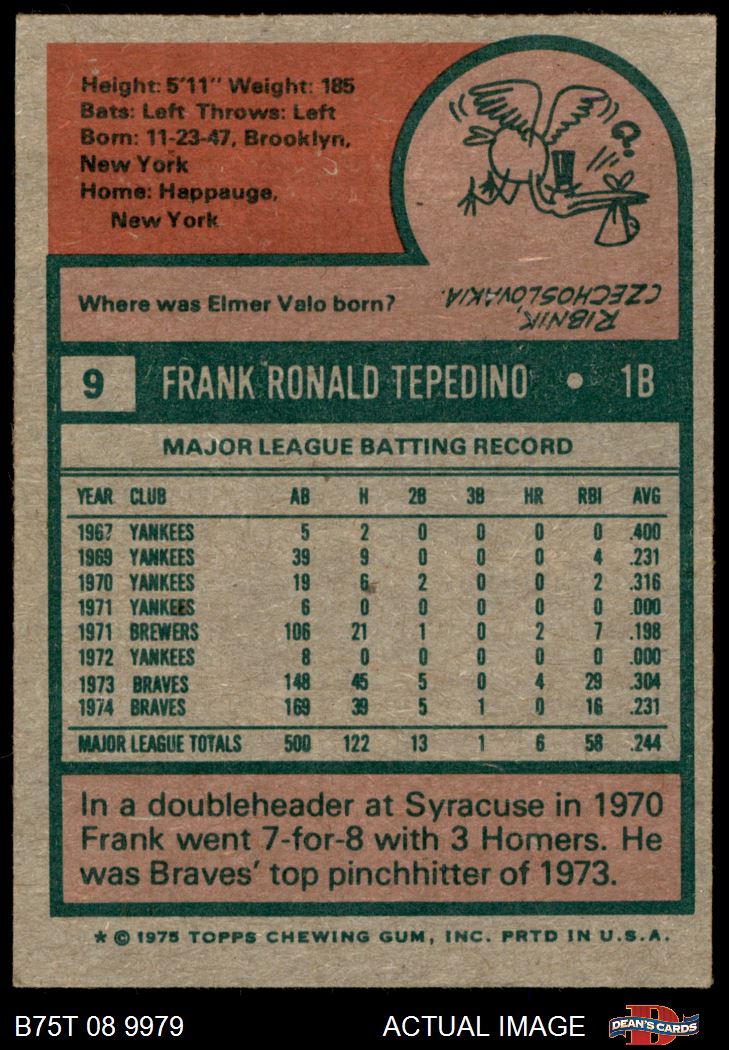 Height: 5'11" Weight: 185
Bats: Left Throws: Left
Born: 11-23-47, Brooklyn,
New York
Home: Happauge,
New York
Where was Elmer Valo born?
RIBNIK,
CZECHOSLOVAKIA.
9 FRANK RONALD TEPEDINO • 1B
MAJOR LEAGUE BATTING RECORD
YEAR CLUB AB H 2B 3B HR RBI AVG
1967 YANKEES 5 2 0 0 0 0 .400
1969 YANKEES 39 9 0 0 0 4 .231
1970 YANKEES 19 6 2 0 0 2 .316
1971 YANKEES 6 0 0 0 0 0 .000
1971 BREWERS 106 21 1 0 2 7 .198
1972 YANKEES 8 0 0 0 0 0 .000
1973 BRAVES 148 45 5 0 4 29 .304
1974 BRAVES 169 39 5 1 0 16 .231
MAJOR LEAGUE TOTALS 500 122 13 1 6 58 .244
In a doubleheader at Syracuse in 1970
Frank went 7-for-8 with 3 Homers. He
was Braves' top pinchhitter of 1973.
* © 1975 TOPPS CHEWING GUM, INC. PRTD IN U.S.A.
B75T 08 9979 ACTUAL IMAGE DEAN'S CARDS